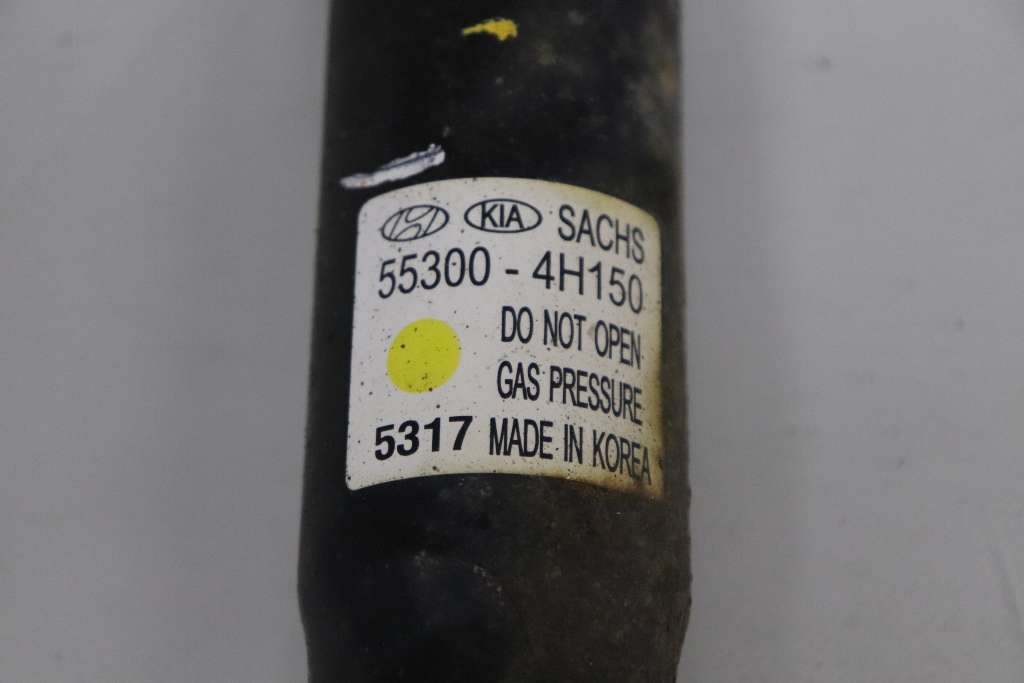 KIA SACHS
55300 - 4H150
DO NOT OPEN
GAS PRESSURE
5317 MADE IN KOREA